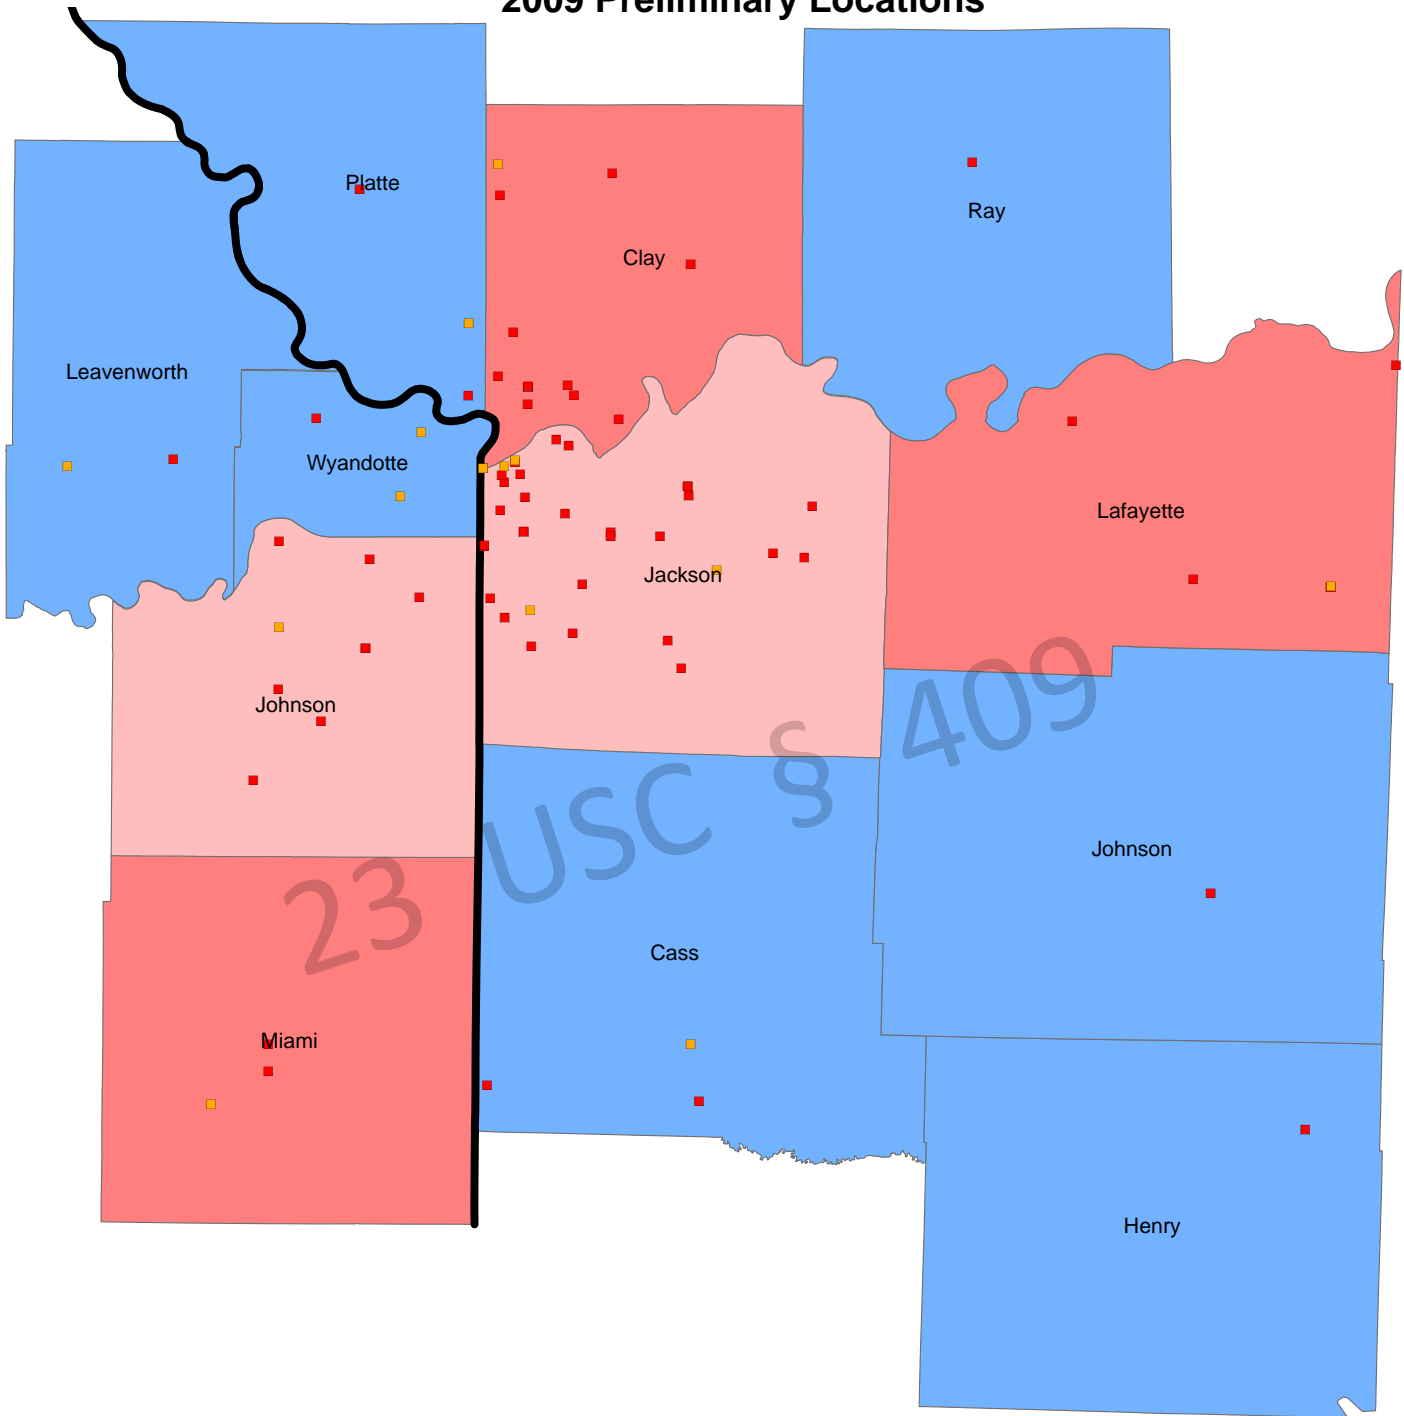 2009 Preliminary Locations
Platte
Ray
Clay
Leavenworth
Wyandotte
Lafayette
Jackson
Johnson
23 USC § 409
Johnson
Cass
Miami
Henry